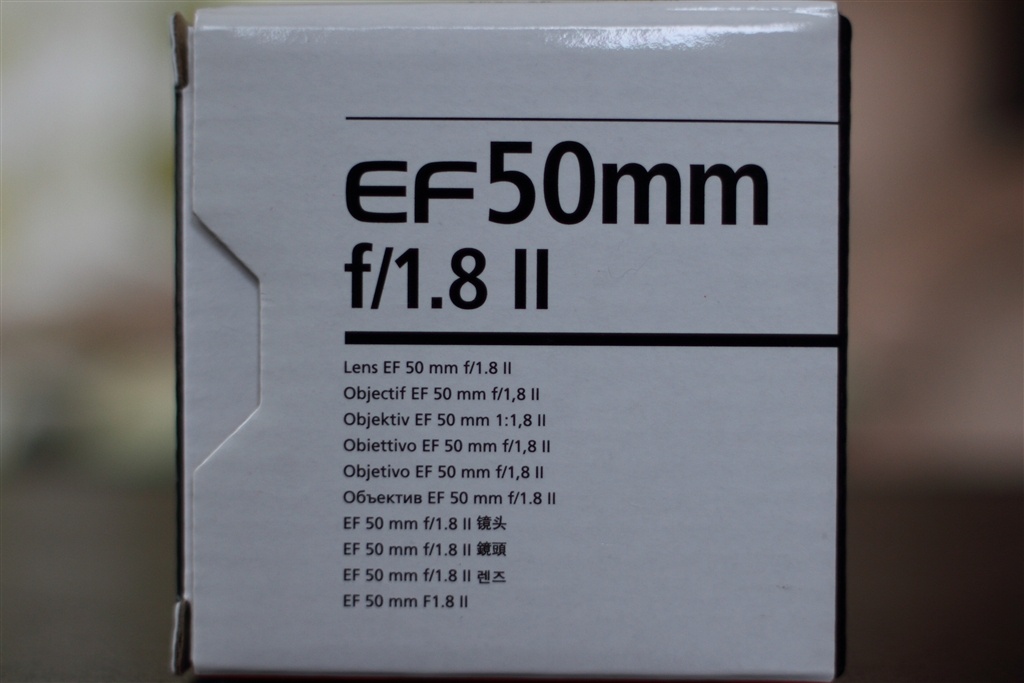 EF50mm
f/1.8 II
Lens EF 50 mm f/1.8 II
Objectif EF 50 mm f/1,8 II
Objektiv EF 50 mm 1:1,8 II
Obiettivo EF 50 mm f/1,8 II
Objetivo EF 50 mm f/1,8 II
Объектив EF 50 mm f/1.8 II
EF 50 mm f/1.8 II 镜头
EF 50 mm f/1.8 II 鏡頭
EF 50 mm f/1.8 II 렌즈
EF 50 mm F1.8 II